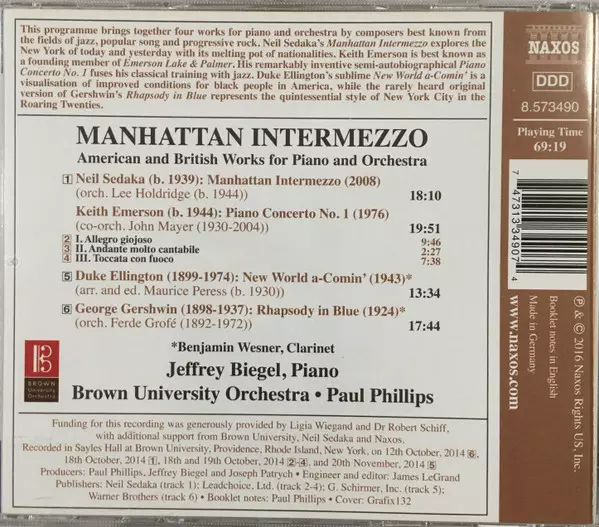 This programme brings together four works for piano and orchestra by composers best known from
the fields of jazz, popular song and progressive rock. Neil Sedaka's Manhattan Intermezzo explores the
New York of today and yesterday with its melting pot of nationalities. Keith Emerson is best known as
a founding member of Emerson Lake & Palmer. His remarkably inventive semi-autobiographical Piano
Concerto No. 1 fuses his classical training with jazz. Duke Ellington's sublime New World a-Comin' is a
visualisation of improved conditions for black people in America, while the rarely heard original
version of Gershwin's Rhapsody in Blue represents the quintessential style of New York City in the
Roaring Twenties.
MANHATTAN INTERMEZZO
American and British Works for Piano and Orchestra
1 Neil Sedaka (b. 1939): Manhattan Intermezzo (2008)
(orch. Lee Holdridge (b. 1944)) 18:10
Keith Emerson (b. 1944): Piano Concerto No. 1 (1976)
(co-orch. John Mayer (1930-2004)) 19:51
2 I. Allegro giojoso 9:46
3 II. Andante molto cantabile 2:27
4 III. Toccata con fuoco 7:38
5 Duke Ellington (1899-1974): New World a-Comin' (1943)*
(arr. and ed. Maurice Peress (b. 1930)) 13:34
6 George Gershwin (1898-1937): Rhapsody in Blue (1924)*
(orch. Ferde Grofé (1892-1972)) 17:44
*Benjamin Wesner, Clarinet
Jeffrey Biegel, Piano
Brown University Orchestra • Paul Phillips
BROWN
University
Orchestra
Funding for this recording was generously provided by Ligia Wiegand and Dr Robert Schiff,
with additional support from Brown University, Neil Sedaka and Naxos.
Recorded in Sayles Hall at Brown University, Providence, Rhode Island, New York, on 12th October, 2014 6,
18th October, 2014 1, 18th and 19th October, 2014 2-4, and 20th November, 2014 5
Producers: Paul Phillips, Jeffrey Biegel and Joseph Patrych • Engineer and editor: James LeGrand
Publishers: Neil Sedaka (track 1); Leadchoice, Ltd. (tracks 2-4); G. Schirmer, Inc. (track 5);
Warner Brothers (track 6) • Booklet notes: Paul Phillips • Cover: Grafix132
NAXOS
DDD
8.573490
Playing Time
69:19
7 47313 34907 4
www.naxos.com
Made in Germany
Booklet notes in English
℗ & © 2016 Naxos Rights US, Inc.